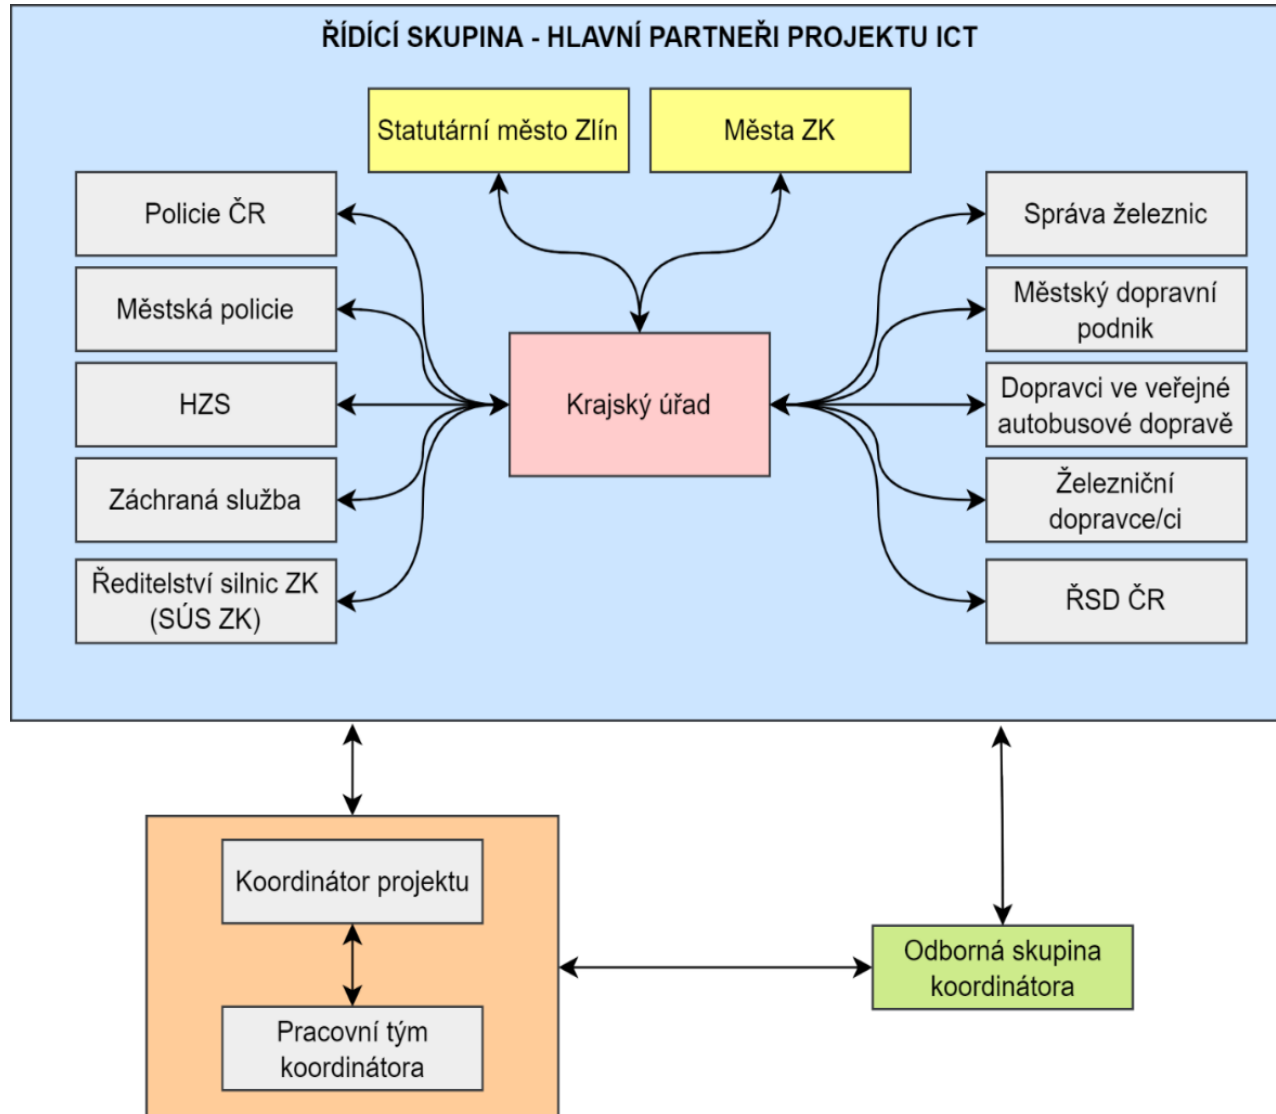 ŘÍDÍCÍ SKUPINA - HLAVNÍ PARTNEŘI PROJEKTU ICT
Statutární město Zlín
Města ZK
Policie ČR
Městská policie
HZS
Záchraná služba
Ředitelství silnic ZK
(SÚS ZK)
Krajský úřad
Správa železnic
Městský dopravní
podnik
Dopravci ve veřejné
autobusové dopravě
Železniční
dopravce/ci
ŘSD ČR
Koordinátor projektu
Pracovní tým
koordinátora
Odborná skupina
koordinátora